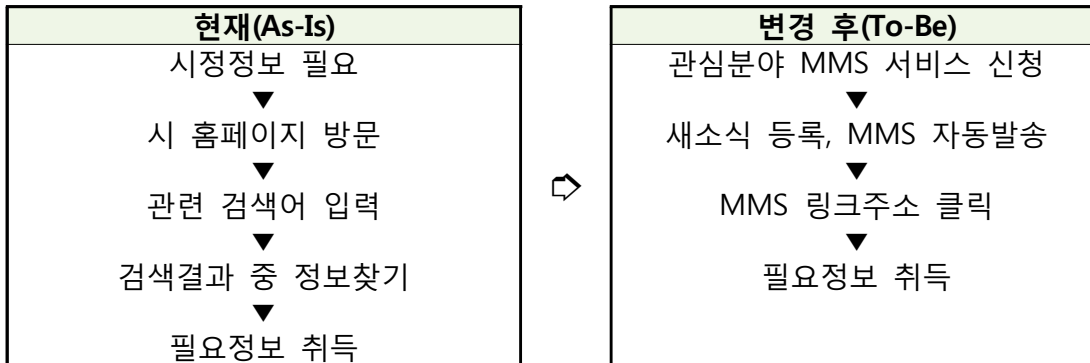 현재(As-Is)
시정정보 필요
▼
시 홈페이지 방문
▼
관련 검색어 입력
▼
검색결과 중 정보찾기
▼
필요정보 취득
➪
변경 후(To-Be)
관심분야 MMS 서비스 신청
▼
새소식 등록, MMS 자동발송
▼
MMS 링크주소 클릭
▼
필요정보 취득